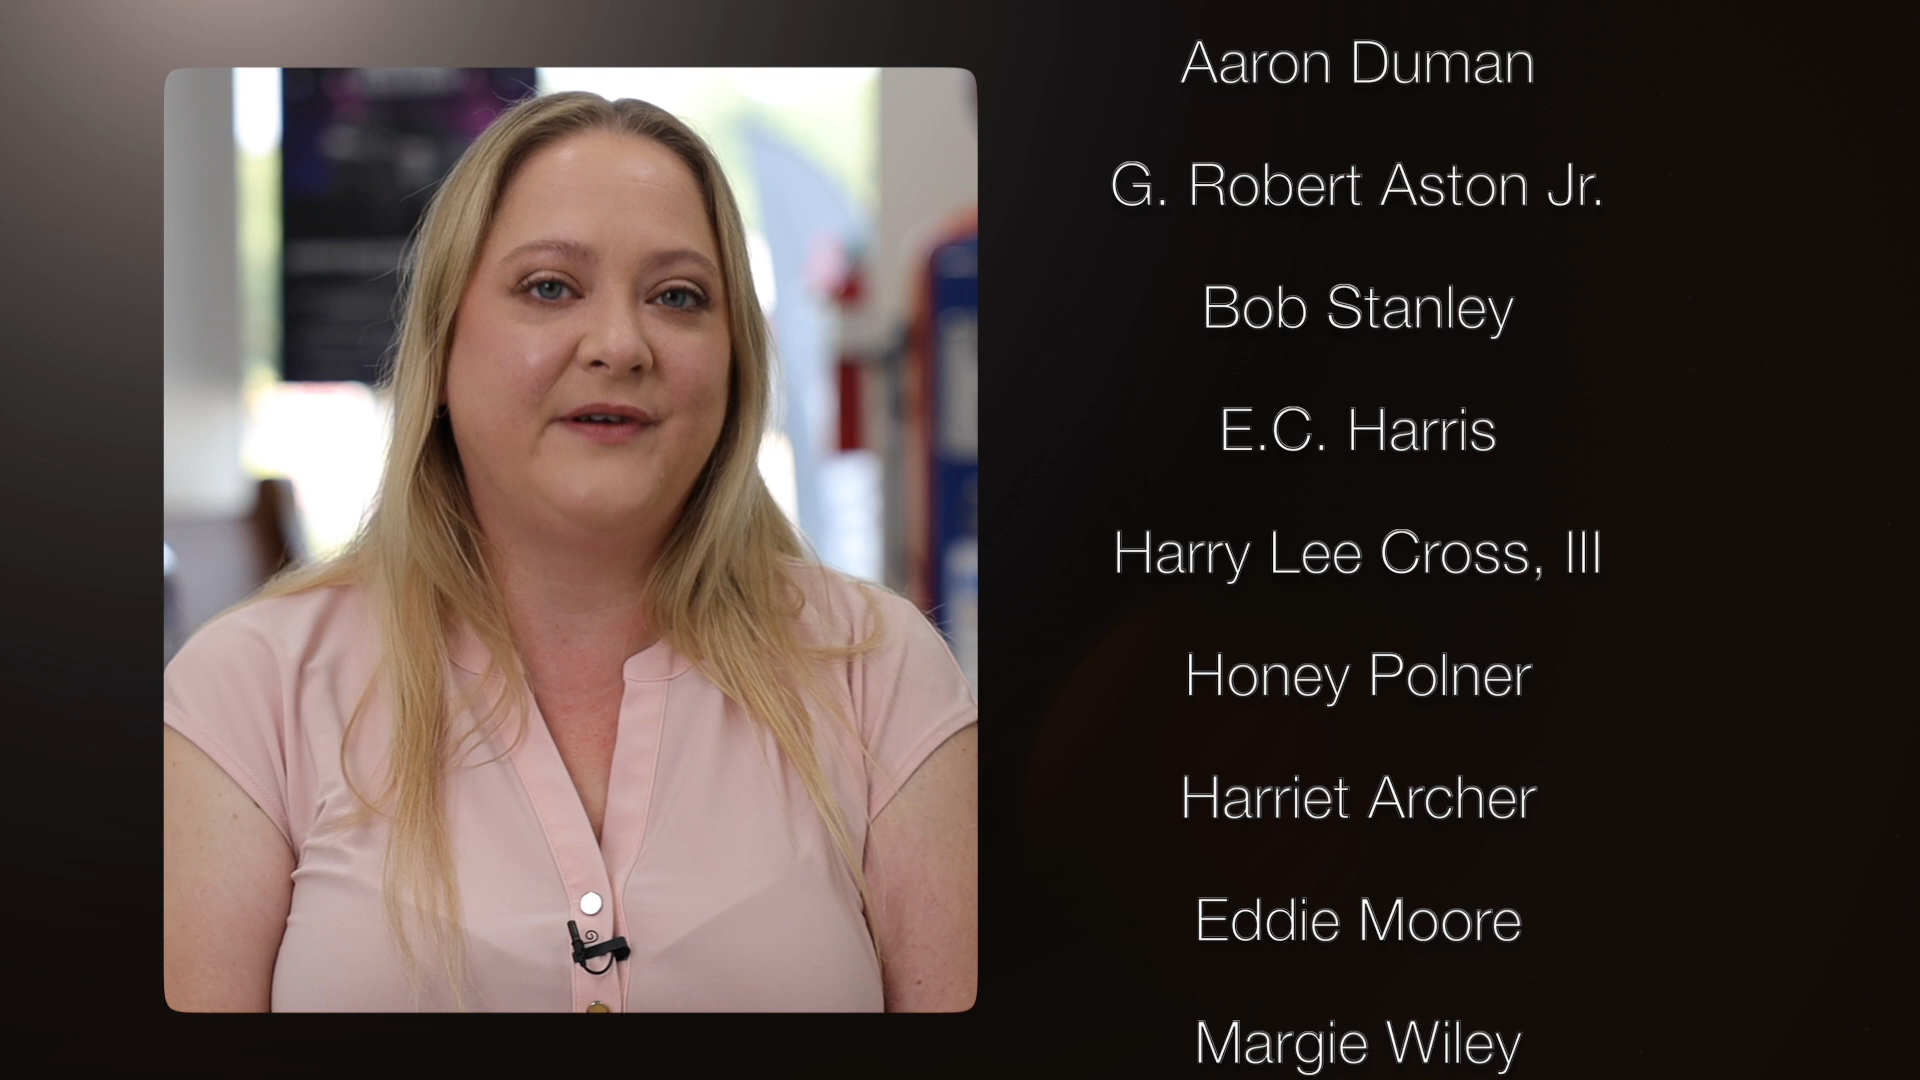 Aaron Duman
G. Robert Aston Jr.
Bob Stanley
E.C. Harris
Harry Lee Cross, III
Honey Polner
Harriet Archer
Eddie Moore
Margie Wiley